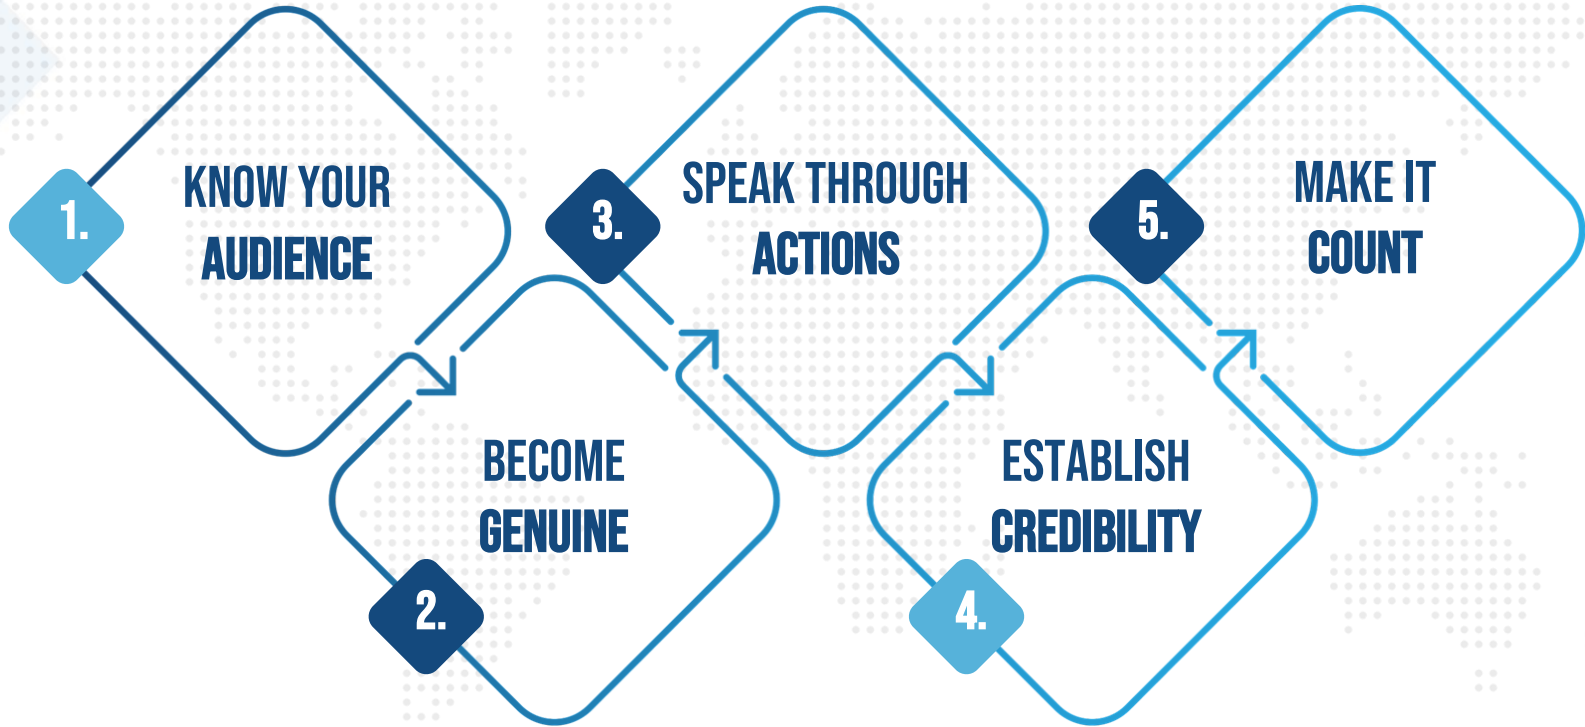 1.
KNOW YOUR
AUDIENCE
2.
BECOME
GENUINE
3.
SPEAK THROUGH
ACTIONS
4.
ESTABLISH
CREDIBILITY
5.
MAKE IT
COUNT